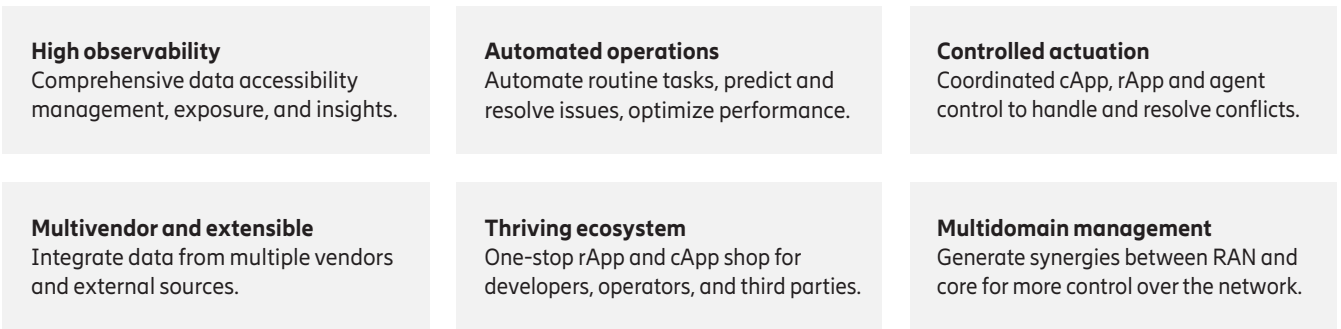 High observability
Comprehensive data accessibility
management, exposure, and insights.
Automated operations
Automate routine tasks, predict and
resolve issues, optimize performance.
Controlled actuation
Coordinated cApp, rApp and agent
control to handle and resolve conflicts.
Multivendor and extensible
Integrate data from multiple vendors
and external sources.
Thriving ecosystem
One-stop rApp and cApp shop for
developers, operators, and third parties.
Multidomain management
Generate synergies between RAN and
core for more control over the network.